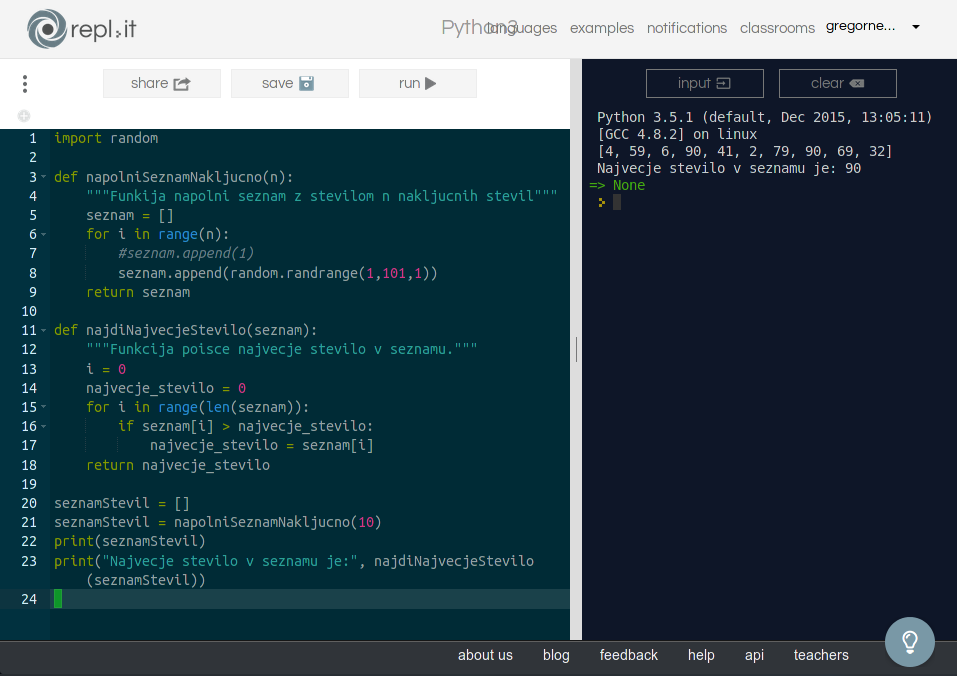 repl.it
Python3
languages examples notifications classrooms gregorne...
share save run
input clear
1 import random
2
3 def napolniSeznamNakljucno(n):
4 """Funkija napolni seznam z stevilom n nakljucnih stevil"""
5 seznam = []
6 for i in range(n):
7 #seznam.append(1)
8 seznam.append(random.randrange(1,101,1))
9 return seznam
10
11 def najdiNajvecjeStevilo(seznam):
12 """Funkcija poisce najvecje stevilo v seznamu."""
13 i = 0
14 najvecje_stevilo = 0
15 for i in range(len(seznam)):
16 if seznam[i] > najvecje_stevilo:
17 najvecje_stevilo = seznam[i]
18 return najvecje_stevilo
19
20 seznamStevil = []
21 seznamStevil = napolniSeznamNakljucno(10)
22 print(seznamStevil)
23 print("Najvecje stevilo v seznamu je:", najdiNajvecjeStevilo
(seznamStevil))
24
Python 3.5.1 (default, Dec 2015, 13:05:11)
[GCC 4.8.2] on linux
[4, 59, 6, 90, 41, 2, 79, 90, 69, 32]
Najvecje stevilo v seznamu je: 90
=> None
about us blog feedback help api teachers